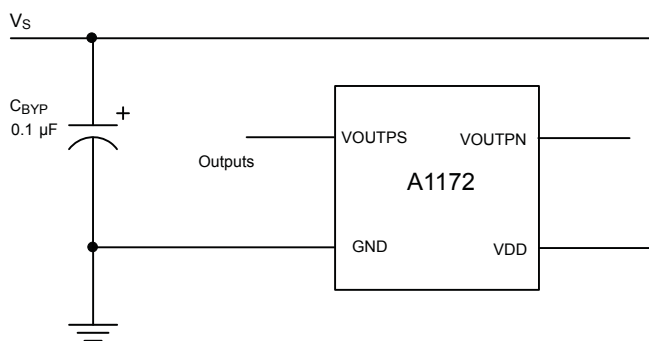 VS
CBYP
0.1 µF
+
VOUTPS
VOUTPN
Outputs
A1172
GND
VDD